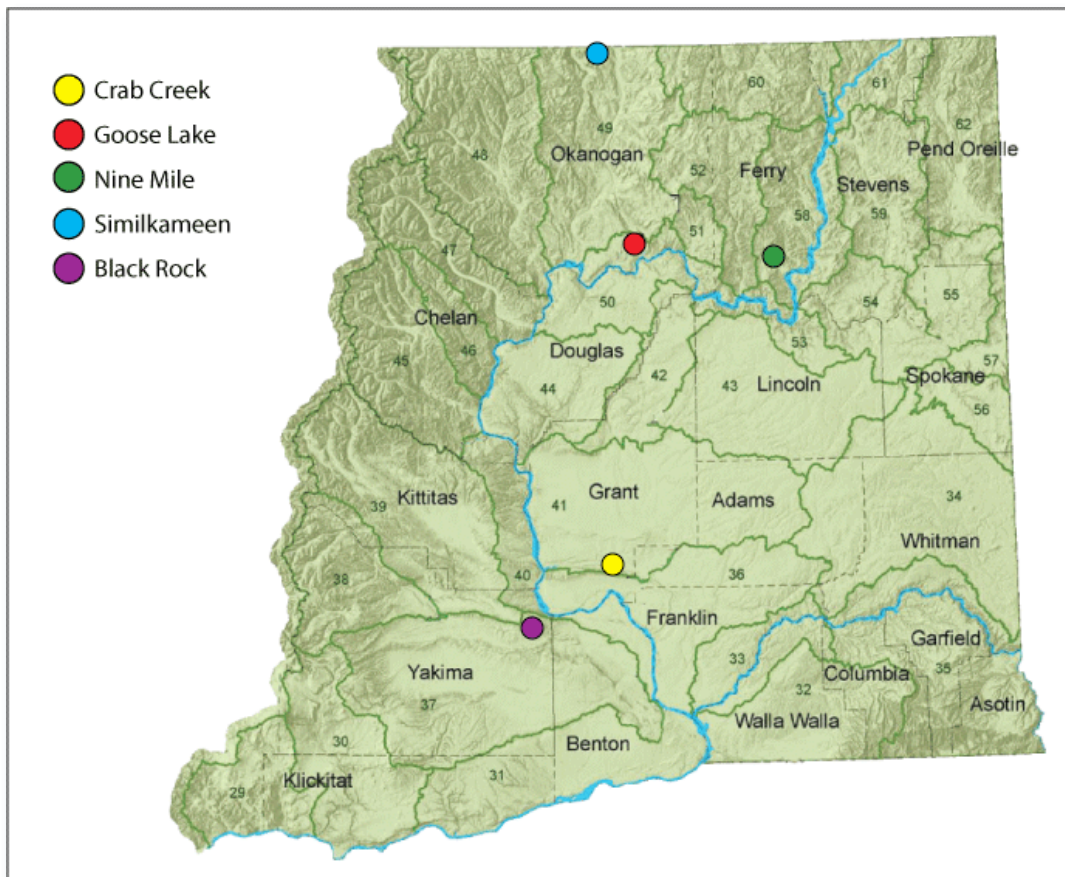 Crab Creek
Goose Lake
Nine Mile
Similkameen
Black Rock
60
61
49
62
48
Okanogan
52
Ferry
Pend Oreille
Stevens
58
59
51
47
50
54
55
Chelan
46
45
Douglas
53
44
42
43
Lincoln
Spokane
57
56
Kittitas
39
41
Grant
Adams
34
Whitman
38
40
36
Franklin
Garfield
33
35
Yakima
37
32
Columbia
Asotin
Walla Walla
Benton
30
31
29
Klickitat